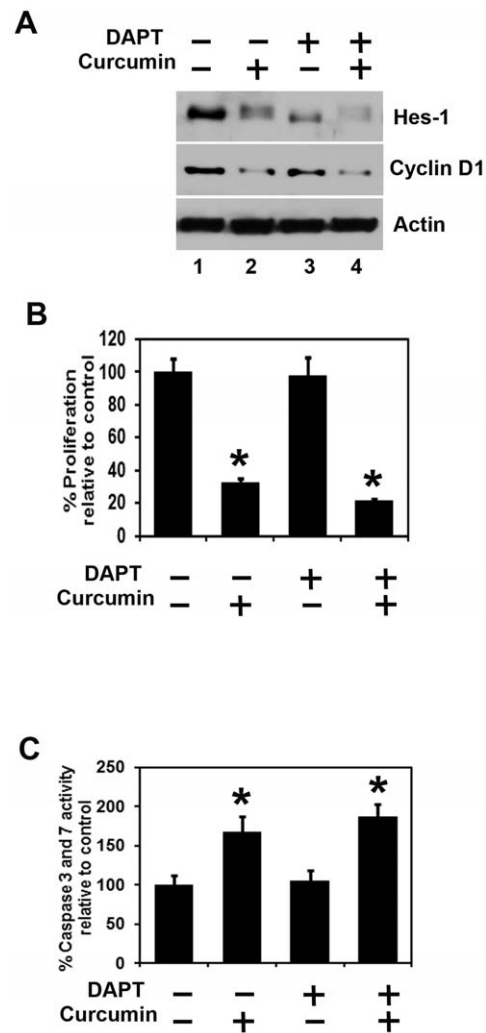 A
DAPT − − + +
Curcumin − + − +
Hes-1
Cyclin D1
Actin
1 2 3 4
B
% Proliferation
relative to control
120
100
80
60
40
20
0
* *
DAPT − − + +
Curcumin − + − +
C
% Caspase 3 and 7 activity
relative to control
250
200
150
100
50
0
* *
DAPT − − + +
Curcumin − + − +